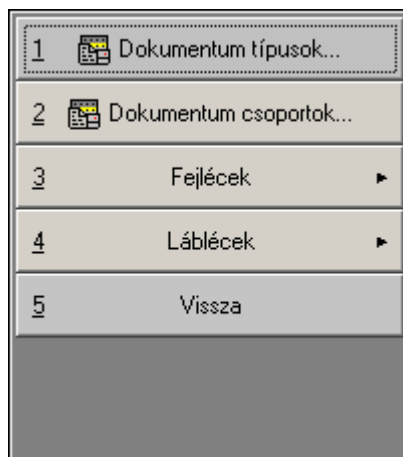 1 Dokumentum típusok...
2 Dokumentum csoportok...
3 Fejlécek
4 Láblécek
5 Vissza